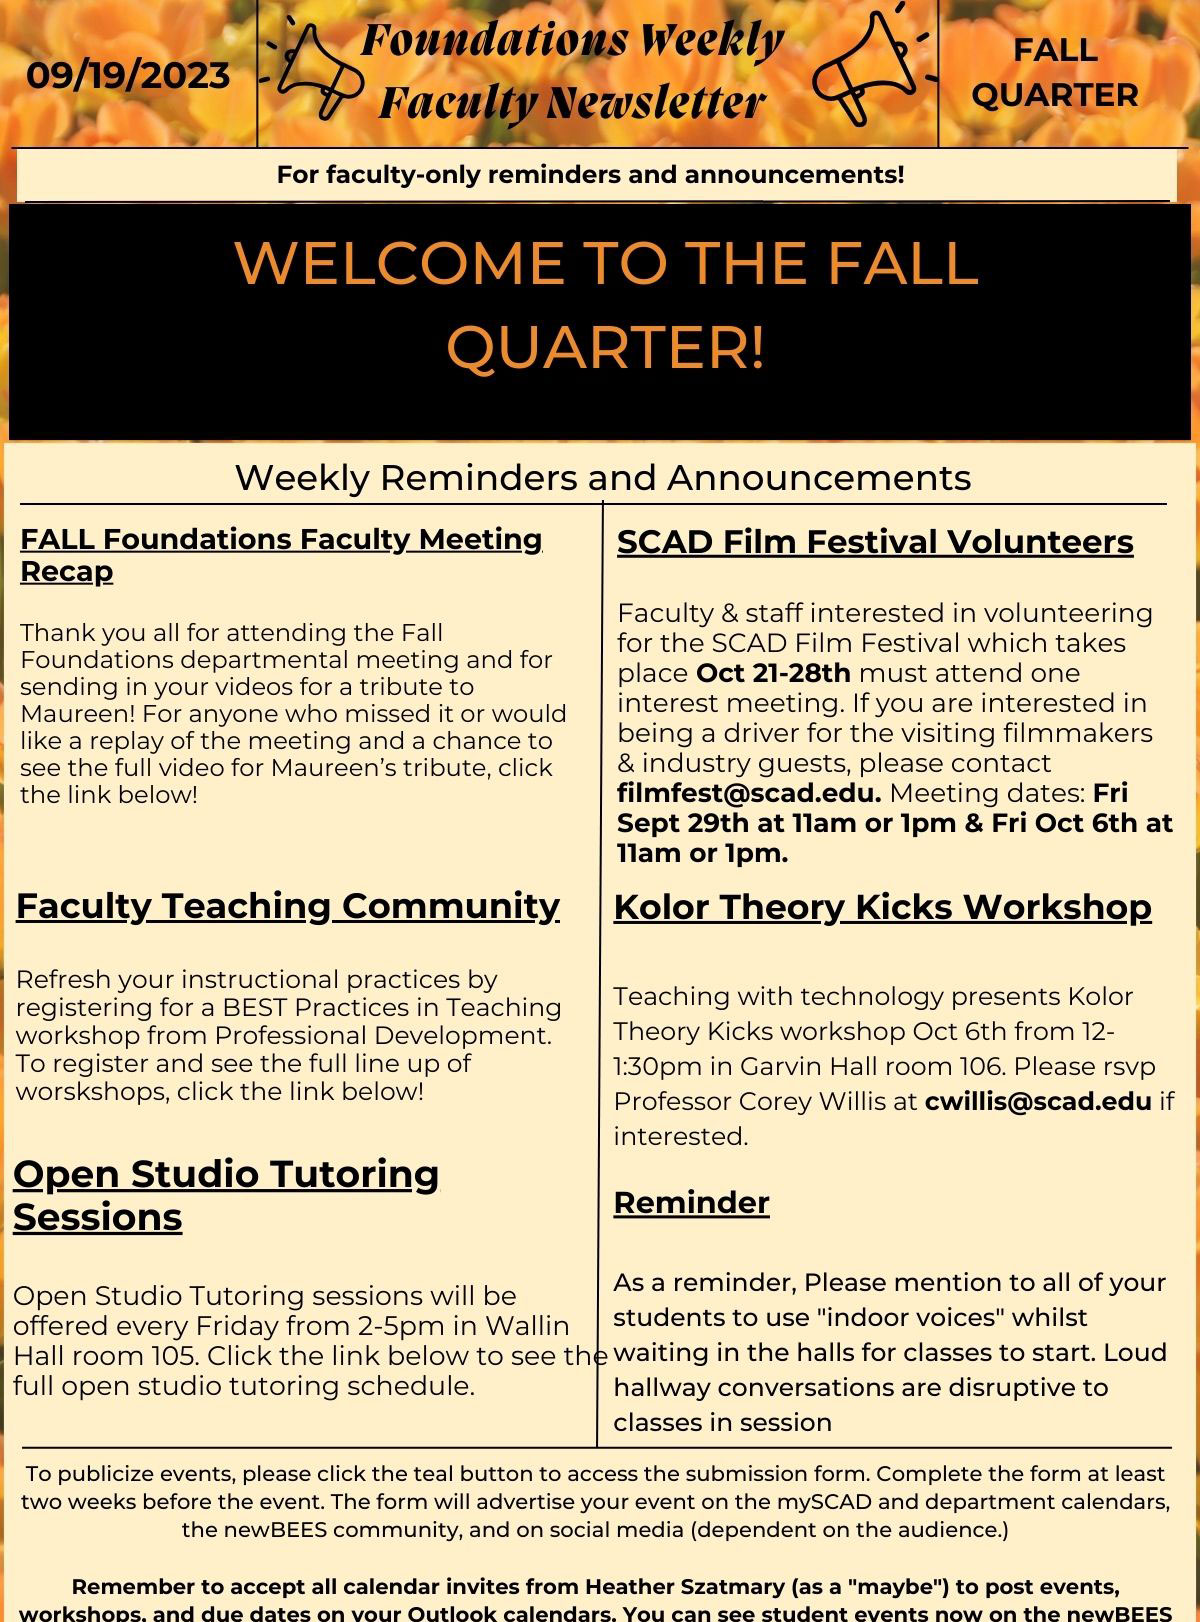 09/19/2023
Foundations Weekly
Faculty Newsletter
FALL
QUARTER
For faculty-only reminders and announcements!
WELCOME TO THE FALL
QUARTER!
Weekly Reminders and Announcements
FALL Foundations Faculty Meeting
Recap
Thank you all for attending the Fall
Foundations departmental meeting and for
sending in your videos for a tribute to
Maureen! For anyone who missed it or would
like a replay of the meeting and a chance to
see the full video for Maureen’s tribute, click
the link below!
Faculty Teaching Community
Refresh your instructional practices by
registering for a BEST Practices in Teaching
workshop from Professional Development.
To register and see the full line up of
worskshops, click the link below!
Open Studio Tutoring
Sessions
Open Studio Tutoring sessions will be
offered every Friday from 2-5pm in Wallin
Hall room 105. Click the link below to see the
full open studio tutoring schedule.
SCAD Film Festival Volunteers
Faculty & staff interested in volunteering
for the SCAD Film Festival which takes
place Oct 21-28th must attend one
interest meeting. If you are interested in
being a driver for the visiting filmmakers
& industry guests, please contact
filmfest@scad.edu. Meeting dates: Fri
Sept 29th at 11am or 1pm & Fri Oct 6th at
11am or 1pm.
Kolor Theory Kicks Workshop
Teaching with technology presents Kolor
Theory Kicks workshop Oct 6th from 12-
1:30pm in Garvin Hall room 106. Please rsvp
Professor Corey Willis at cwillis@scad.edu if
interested.
Reminder
As a reminder, Please mention to all of your
students to use "indoor voices" whilst
waiting in the halls for classes to start. Loud
hallway conversations are disruptive to
classes in session
To publicize events, please click the teal button to access the submission form. Complete the form at least
two weeks before the event. The form will advertise your event on the mySCAD and department calendars,
the newBEES community, and on social media (dependent on the audience.)
Remember to accept all calendar invites from Heather Szatmary (as a "maybe") to post events,
workshops, and due dates on your Outlook calendars. You can see student events now on the newBEES